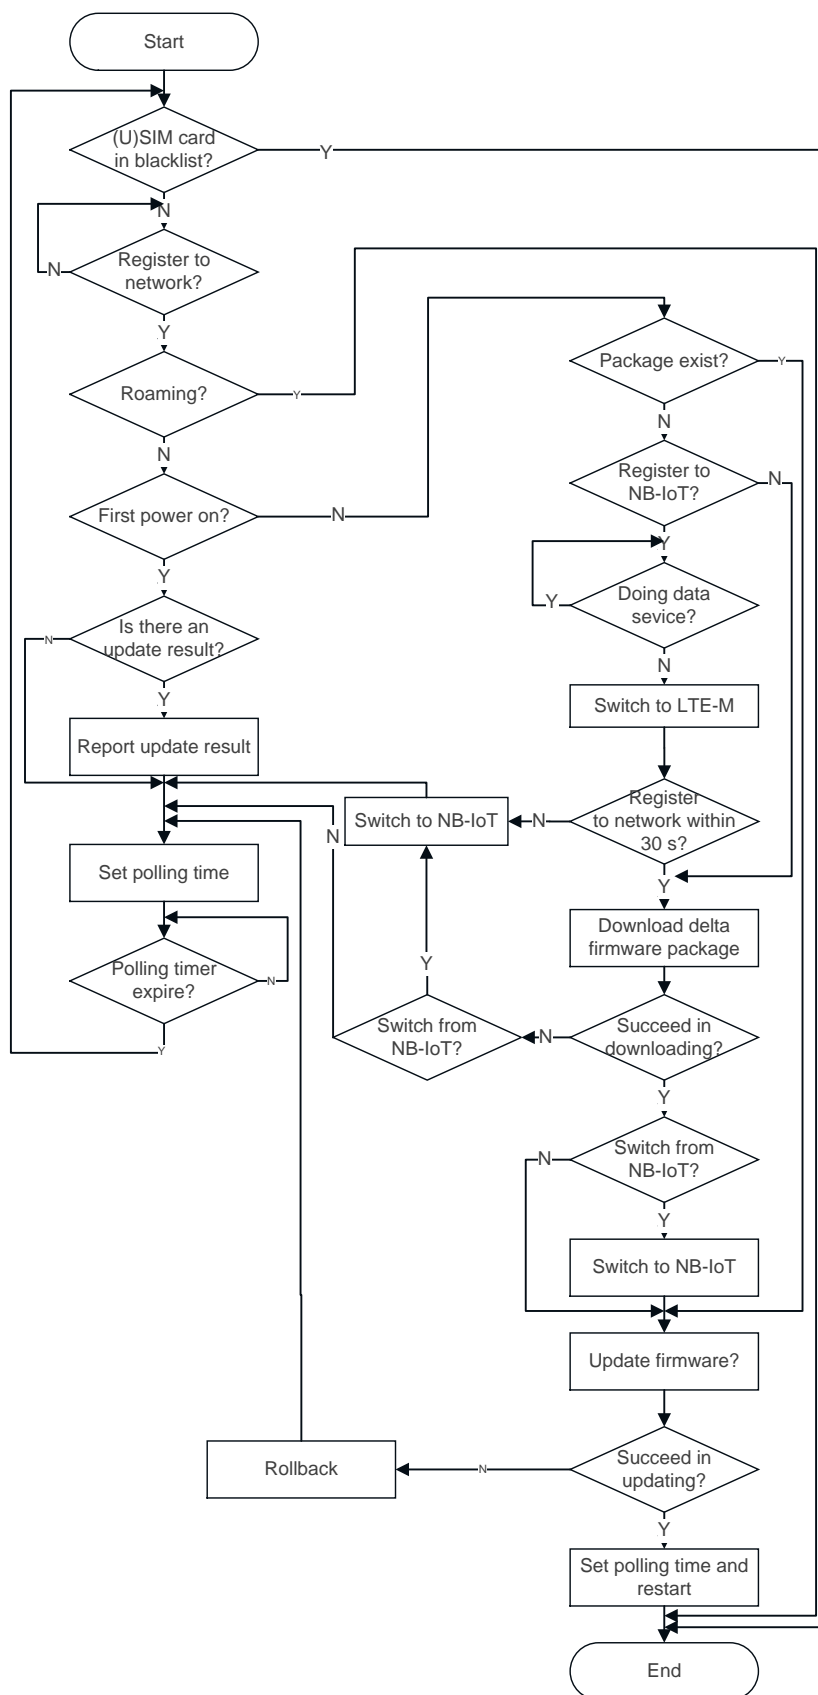 Start
(U)SIM card
in blacklist?
Y
N
Register to
network?
N
Y
Roaming?
Y
N
First power on?
N
Y
Is there an
update result?
N
Y
Report update result
Set polling time
Polling timer
expire?
N
Y
Package exist?
Y
N
Register to
NB-IoT?
N
Y
Doing data
sevice?
Y
N
Switch to LTE-M
Register
to network within
30 s?
N
Switch to NB-IoT
N
Y
Download delta
firmware package
Y
Succeed in
downloading?
N
Switch from
NB-IoT?
Y
Switch from
NB-IoT?
N
Y
Switch to NB-IoT
Update firmware?
Succeed in
updating?
N
Rollback
Y
Set polling time and
restart
End